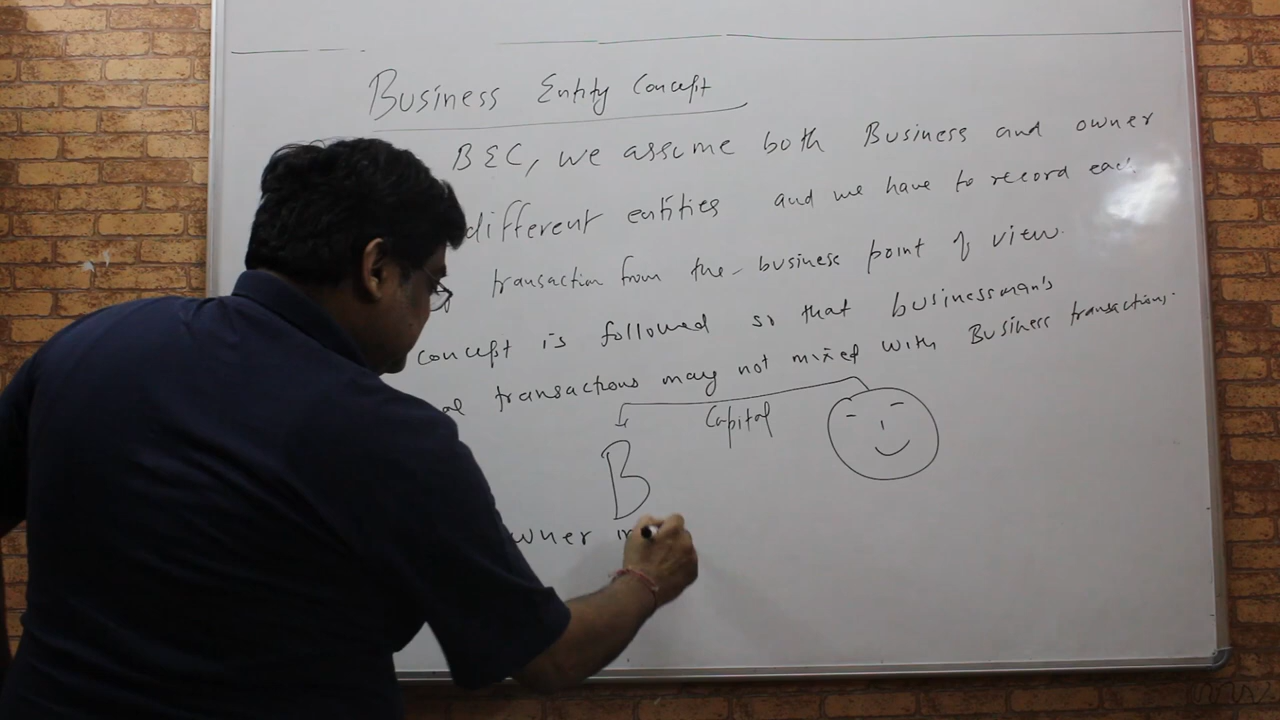 Business Entity Concept
BEC, we assume both Business and owner
different entities and we have to record each
transaction from the business point of view.
concept is followed so that businessman's
al transactions may not mixed with Business transactions.
Capital
B
wner in